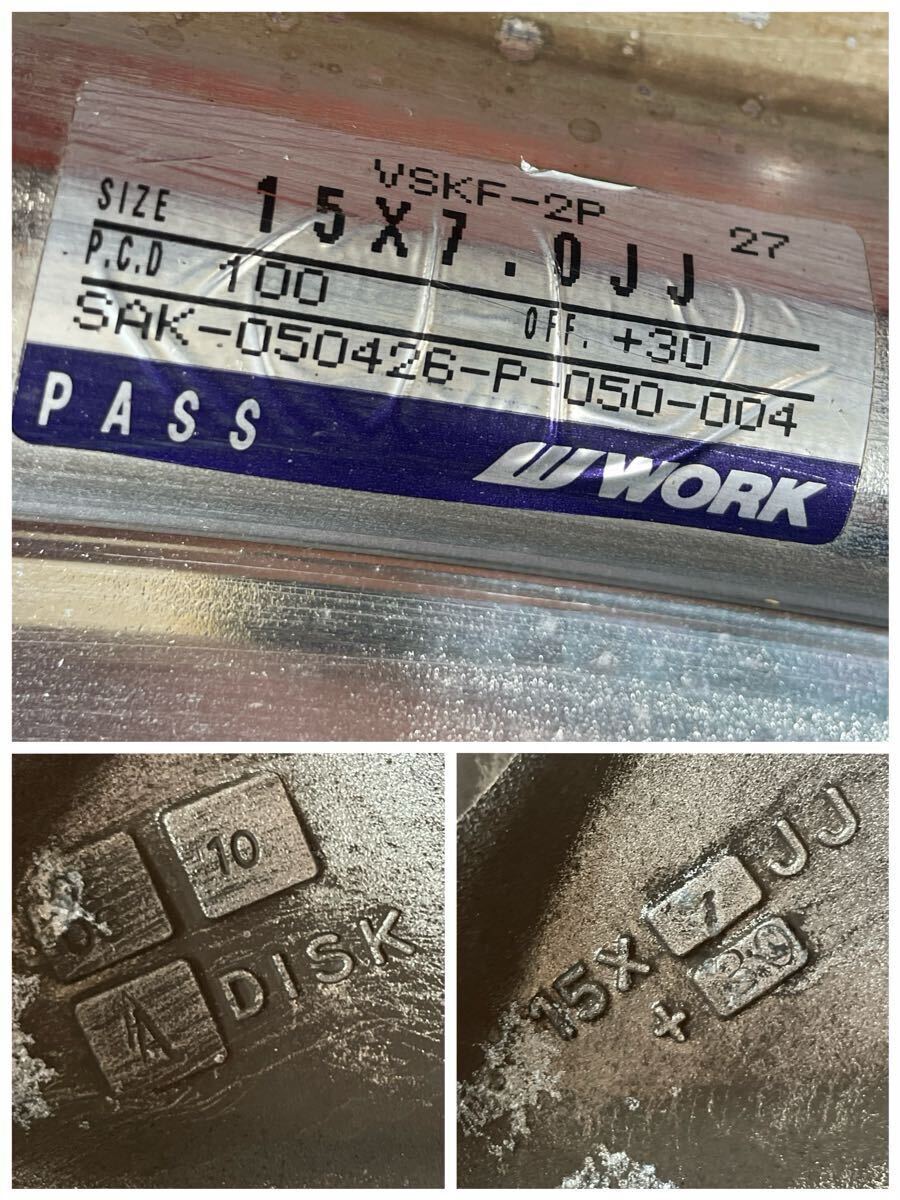 VSKF-2P 27
SIZE 15X7.0JJ
P.C.D 100 OFF. +30
SAK-050426-P-050-004
PASS WORK
10
A DISK
15X 7 JJ
+ 30